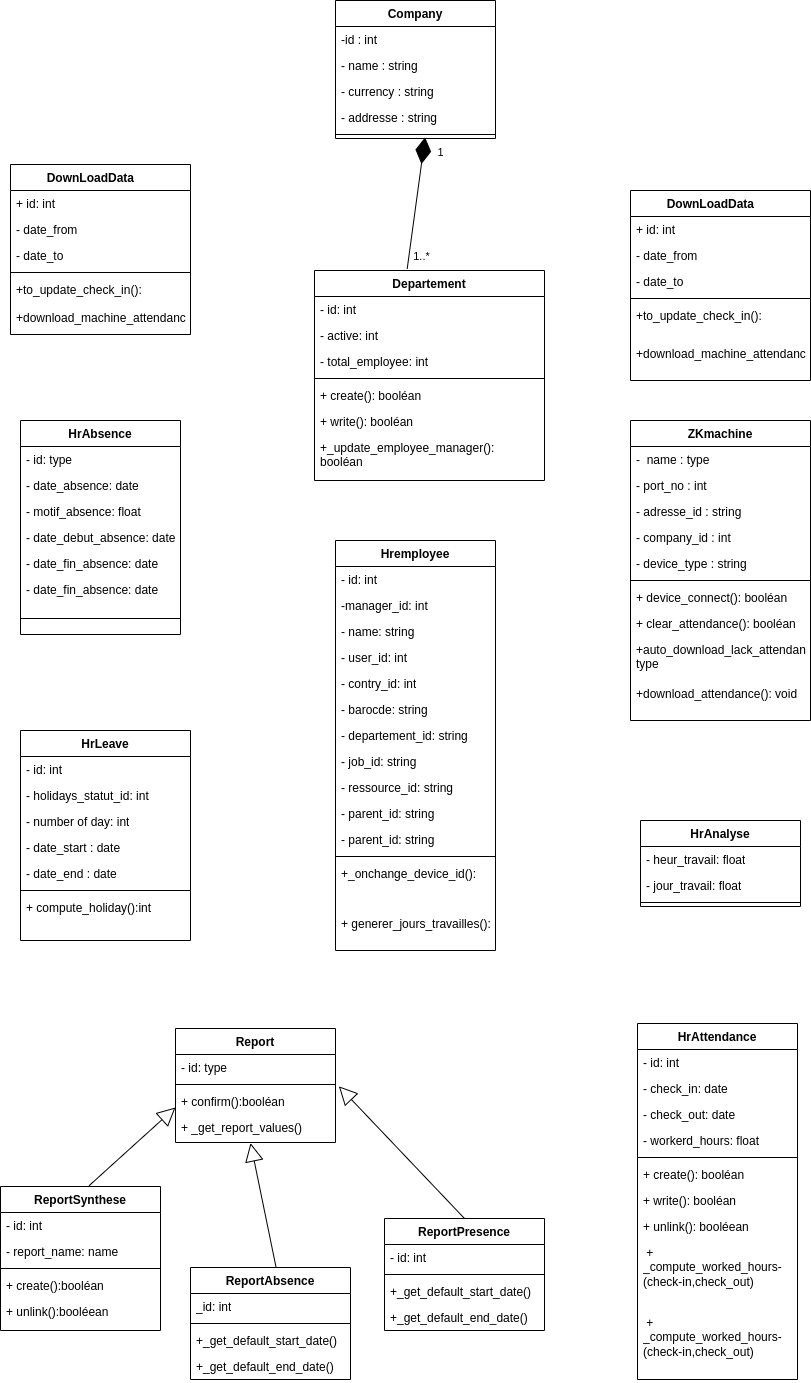 Company
-id : int
- name : string
- currency : string
- addresse : string
1
1..*
DownLoadData
+ id: int
- date_from
- date_to
+to_update_check_in():
+download_machine_attendanc
Departement
- id: int
- active: int
- total_employee: int
+ create(): booléan
+ write(): booléan
+_update_employee_manager():
booléan
DownLoadData
+ id: int
- date_from
- date_to
+to_update_check_in():
+download_machine_attendanc
HrAbsence
- id: type
- date_absence: date
- motif_absence: float
- date_debut_absence: date
- date_fin_absence: date
- date_fin_absence: date
Hremployee
- id: int
-manager_id: int
- name: string
- user_id: int
- contry_id: int
- barocde: string
- departement_id: string
- job_id: string
- ressource_id: string
- parent_id: string
- parent_id: string
+_onchange_device_id():
+ generer_jours_travailles():
ZKmachine
-  name : type
- port_no : int
- adresse_id : string
- company_id : int
- device_type : string
+ device_connect(): booléan
+ clear_attendance(): booléan
+auto_download_lack_attendan
type
+download_attendance(): void
HrLeave
- id: int
- holidays_statut_id: int
- number of day: int
- date_start : date
- date_end : date
+ compute_holiday():int
HrAnalyse
- heur_travail: float
- jour_travail: float
Report
- id: type
+ confirm():booléan
+ _get_report_values()
HrAttendance
- id: int
- check_in: date
- check_out: date
- workerd_hours: float
+ create(): booléan
+ write(): booléan
+ unlink(): booléean
+
_compute_worked_hours-
(check-in,check_out)
+
_compute_worked_hours-
(check-in,check_out)
ReportSynthese
- id: int
- report_name: name
+ create():booléan
+ unlink():booléean
ReportAbsence
_id: int
+_get_default_start_date()
+_get_default_end_date()
ReportPresence
- id: int
+_get_default_start_date()
+_get_default_end_date()